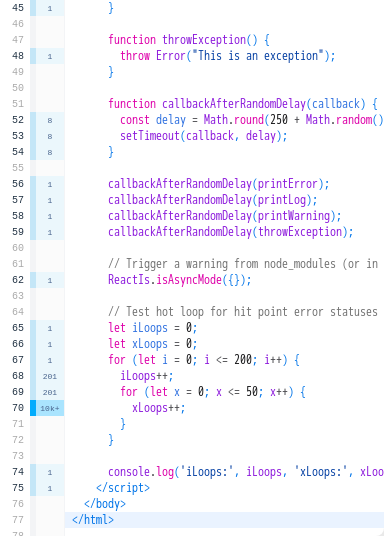 45 1 }
46
47 function throwException() {
48 1 throw Error("This is an exception");
49 }
50
51 function callbackAfterRandomDelay(callback) {
52 8 const delay = Math.round(250 + Math.random()
53 8 setTimeout(callback, delay);
54 8 }
55
56 1 callbackAfterRandomDelay(printError);
57 1 callbackAfterRandomDelay(printLog);
58 1 callbackAfterRandomDelay(printWarning);
59 1 callbackAfterRandomDelay(throwException);
60
61 // Trigger a warning from node_modules (or in
62 1 ReactIs.isAsyncMode({});
63
64 // Test hot loop for hit point error statuses
65 1 let iLoops = 0;
66 1 let xLoops = 0;
67 1 for (let i = 0; i <= 200; i++) {
68 201 iLoops++;
69 201 for (let x = 0; x <= 50; x++) {
70 10k+ xLoops++;
71 }
72 }
73
74 1 console.log('iLoops:', iLoops, 'xLoops:', xLoo
75 1 </script>
76 </body>
77 </html>
78